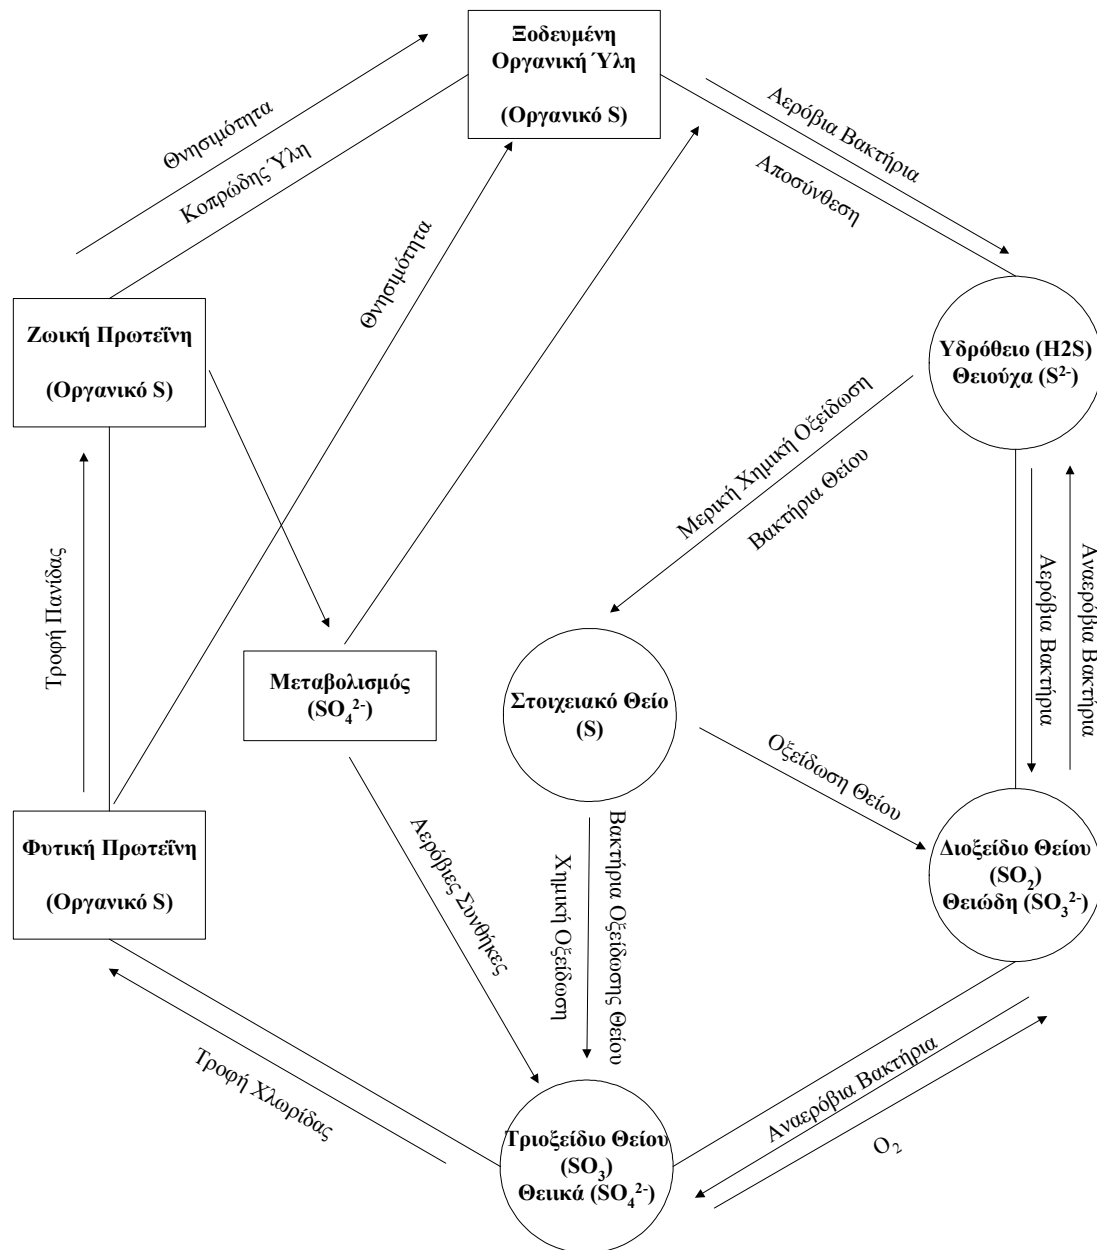 Ξοδευμένη
Οργανική Ύλη
(Οργανικό S)
Θνησιμότητα
Κοπρώδης Ύλη
Αερόβια Βακτήρια
Αποσύνθεση
Θνησιμότητα
Ζωική Πρωτεΐνη
(Οργανικό S)
Υδρόθειο (H2S)
Θειούχα (S²⁻)
Μερική Χημική Οξείδωση
Βακτήρια Θείου
Τροφή Πανίδας
Αερόβια Βακτήρια
Αναερόβια Βακτήρια
Μεταβολισμός
(SO₄²⁻)
Στοιχειακό Θείο
(S)
Οξείδωση Θείου
Φυτική Πρωτεΐνη
(Οργανικό S)
Αερόβιες Συνθήκες
Χημική Οξείδωση
Βακτήρια Οξείδωσης Θείου
Διοξείδιο Θείου
(SO₂)
Θειώδη (SO₃²⁻)
Τροφή Χλωρίδας
Αναερόβια Βακτήρια
O₂
Τριοξείδιο Θείου
(SO₃)
Θειικά (SO₄²⁻)